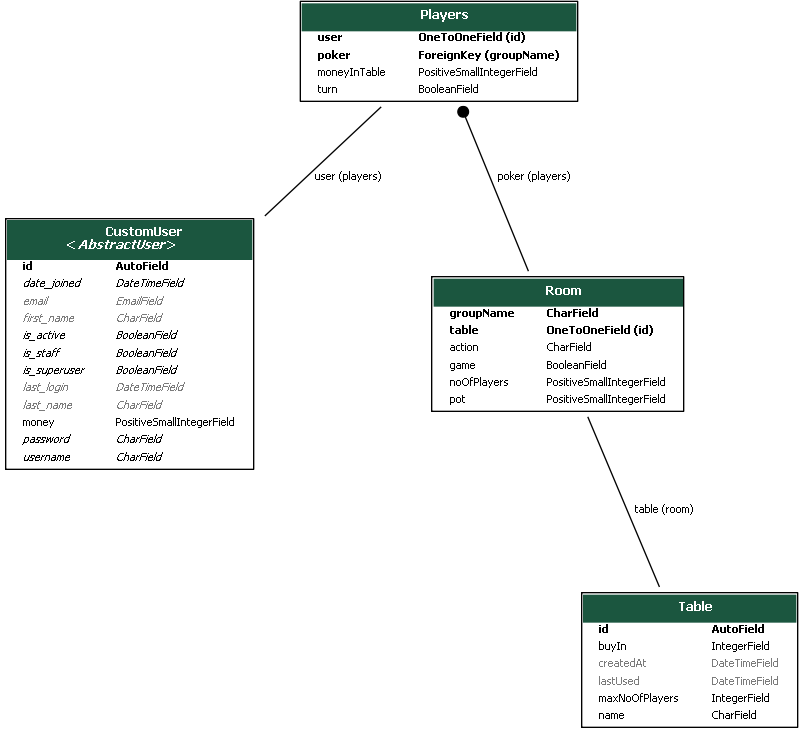 Players
user OneToOneField (id)
poker ForeignKey (groupName)
moneyInTable PositiveSmallIntegerField
turn BooleanField
user (players)
poker (players)
CustomUser
<AbstractUser>
id AutoField
date_joined DateTimeField
email EmailField
first_name CharField
is_active BooleanField
is_staff BooleanField
is_superuser BooleanField
last_login DateTimeField
last_name CharField
money PositiveSmallIntegerField
password CharField
username CharField
Room
groupName CharField
table OneToOneField (id)
action CharField
game BooleanField
noOfPlayers PositiveSmallIntegerField
pot PositiveSmallIntegerField
table (room)
Table
id AutoField
buyIn IntegerField
createdAt DateTimeField
lastUsed DateTimeField
maxNoOfPlayers IntegerField
name CharField